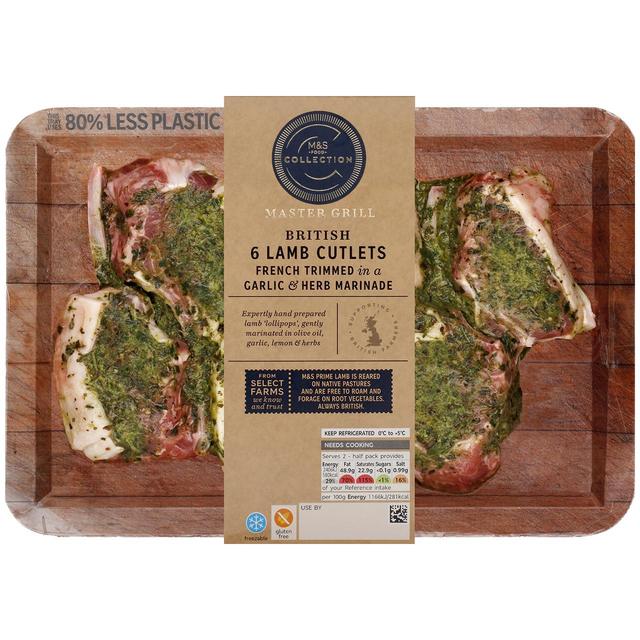 THIS TRAY USES 80% LESS PLASTIC
M&S
FOOD
COLLECTION
MASTER GRILL
BRITISH
6 LAMB CUTLETS
FRENCH TRIMMED in a
GARLIC & HERB MARINADE
Expertly hand prepared
lamb 'lollipops', gently
marinated in olive oil,
garlic, lemon & herbs
SUPPORTING BRITISH FARMERS
FROM
SELECT
FARMS
we know
and trust
M&S PRIME LAMB IS REARED
ON NATIVE PASTURES
AND ARE FREE TO ROAM AND
FORAGE ON ROOT VEGETABLES.
ALWAYS BRITISH.
KEEP REFRIGERATED 0°C to +5°C
NEEDS COOKING
Serves 2 - half pack provides
Energy Fat Saturates Sugars Salt
48.9g 22.9g <0.1g 0.99g
29% 70% 115% <1% 16%
of your Reference intake
per 100g Energy 1166kJ/281kcal
USE BY
freezable
gluten
free